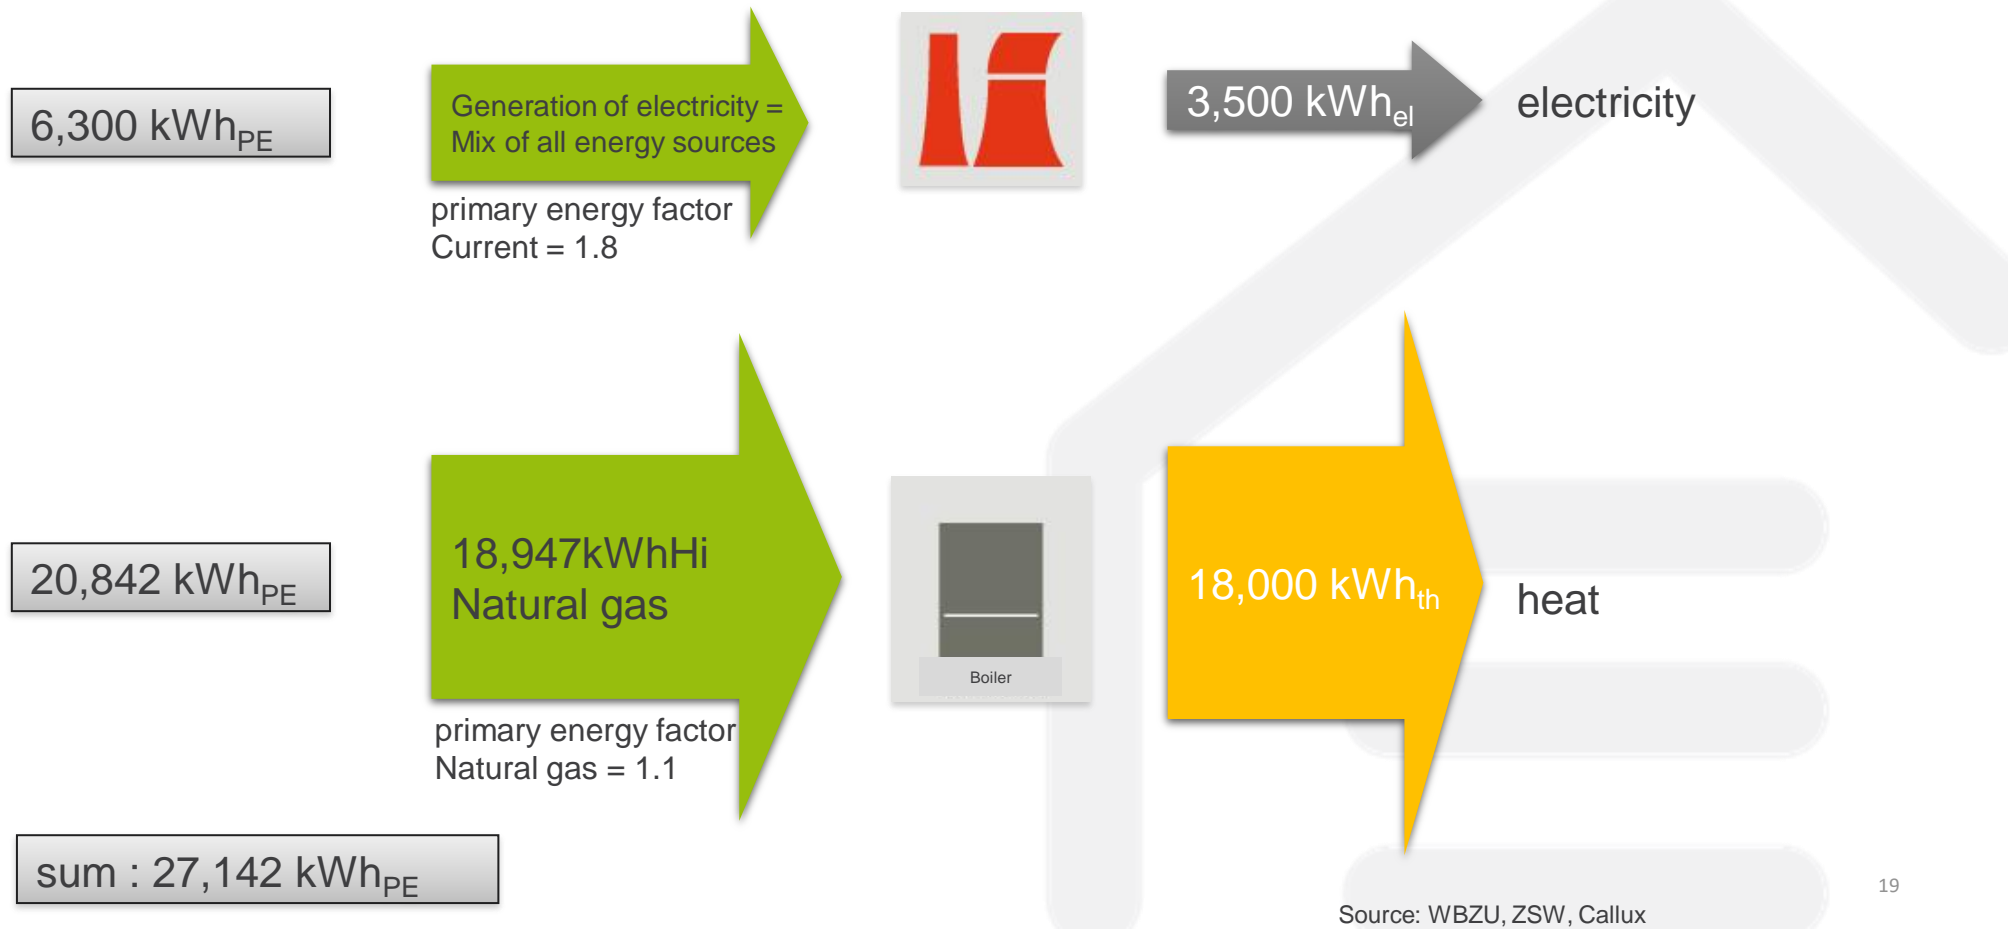 6,300 kWhPE
Generation of electricity =
Mix of all energy sources
primary energy factor
Current = 1.8
3,500 kWhel
electricity
20,842 kWhPE
18,947kWhHi
Natural gas
primary energy factor
Natural gas = 1.1
Boiler
18,000 kWhth
heat
sum : 27,142 kWhPE
19
Source: WBZU, ZSW, Callux